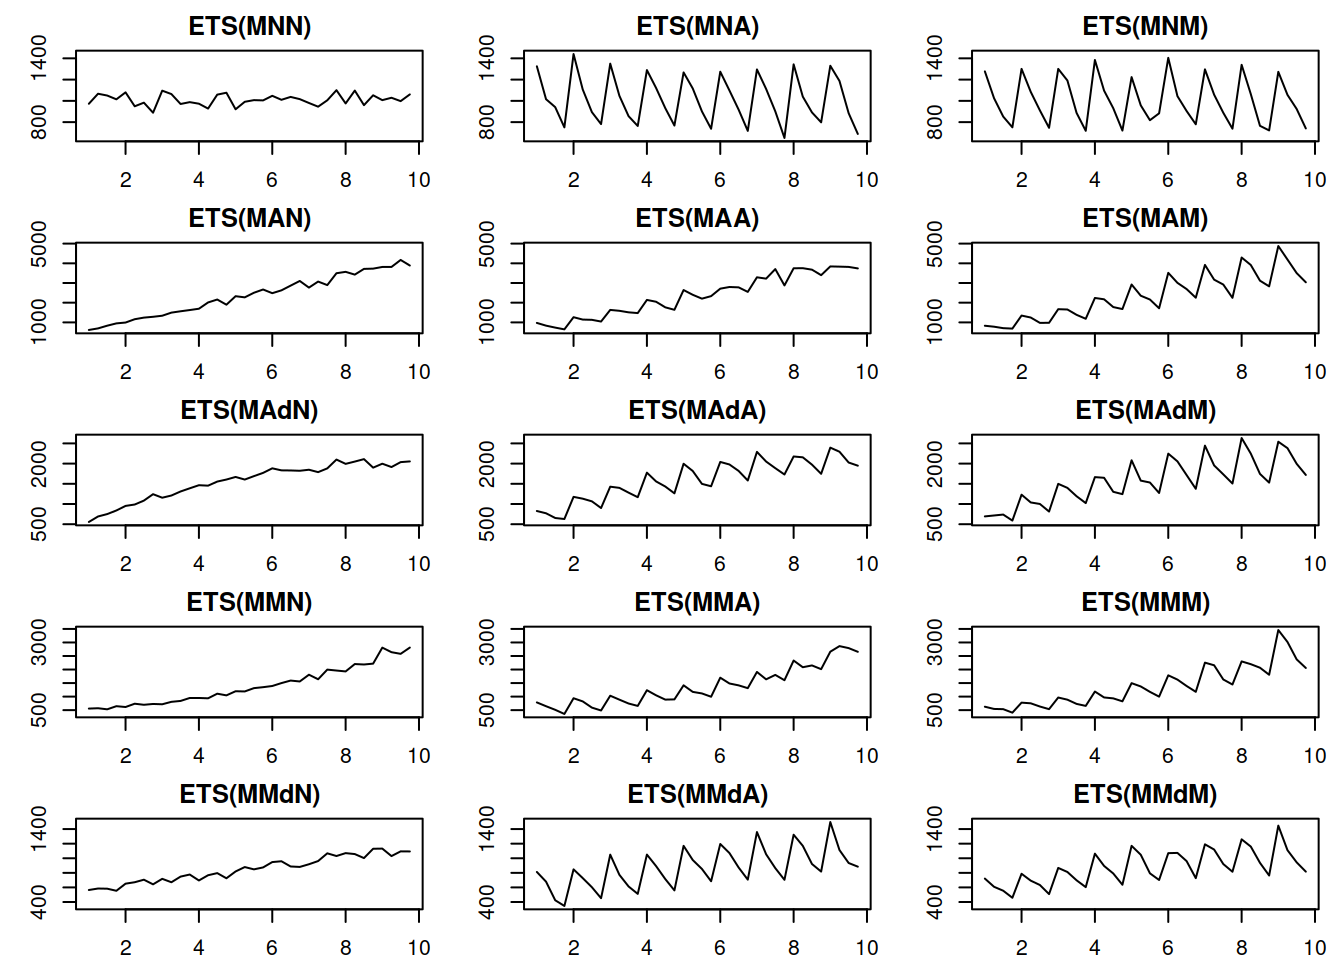 ETS(MNN) ETS(MNA) ETS(MNM)
1400 1400 1400
800 800 800
2 4 6 8 10 2 4 6 8 10 2 4 6 8 10
ETS(MAN) ETS(MAA) ETS(MAM)
5000 5000 5000
1000 1000 1000
2 4 6 8 10 2 4 6 8 10 2 4 6 8 10
ETS(MAdN) ETS(MAdA) ETS(MAdM)
2000 2000 2000
500 500 500
2 4 6 8 10 2 4 6 8 10 2 4 6 8 10
ETS(MMN) ETS(MMA) ETS(MMM)
3000 3000 3000
500 500 500
2 4 6 8 10 2 4 6 8 10 2 4 6 8 10
ETS(MMdN) ETS(MMdA) ETS(MMdM)
1400 1400 1400
400 400 400
2 4 6 8 10 2 4 6 8 10 2 4 6 8 10